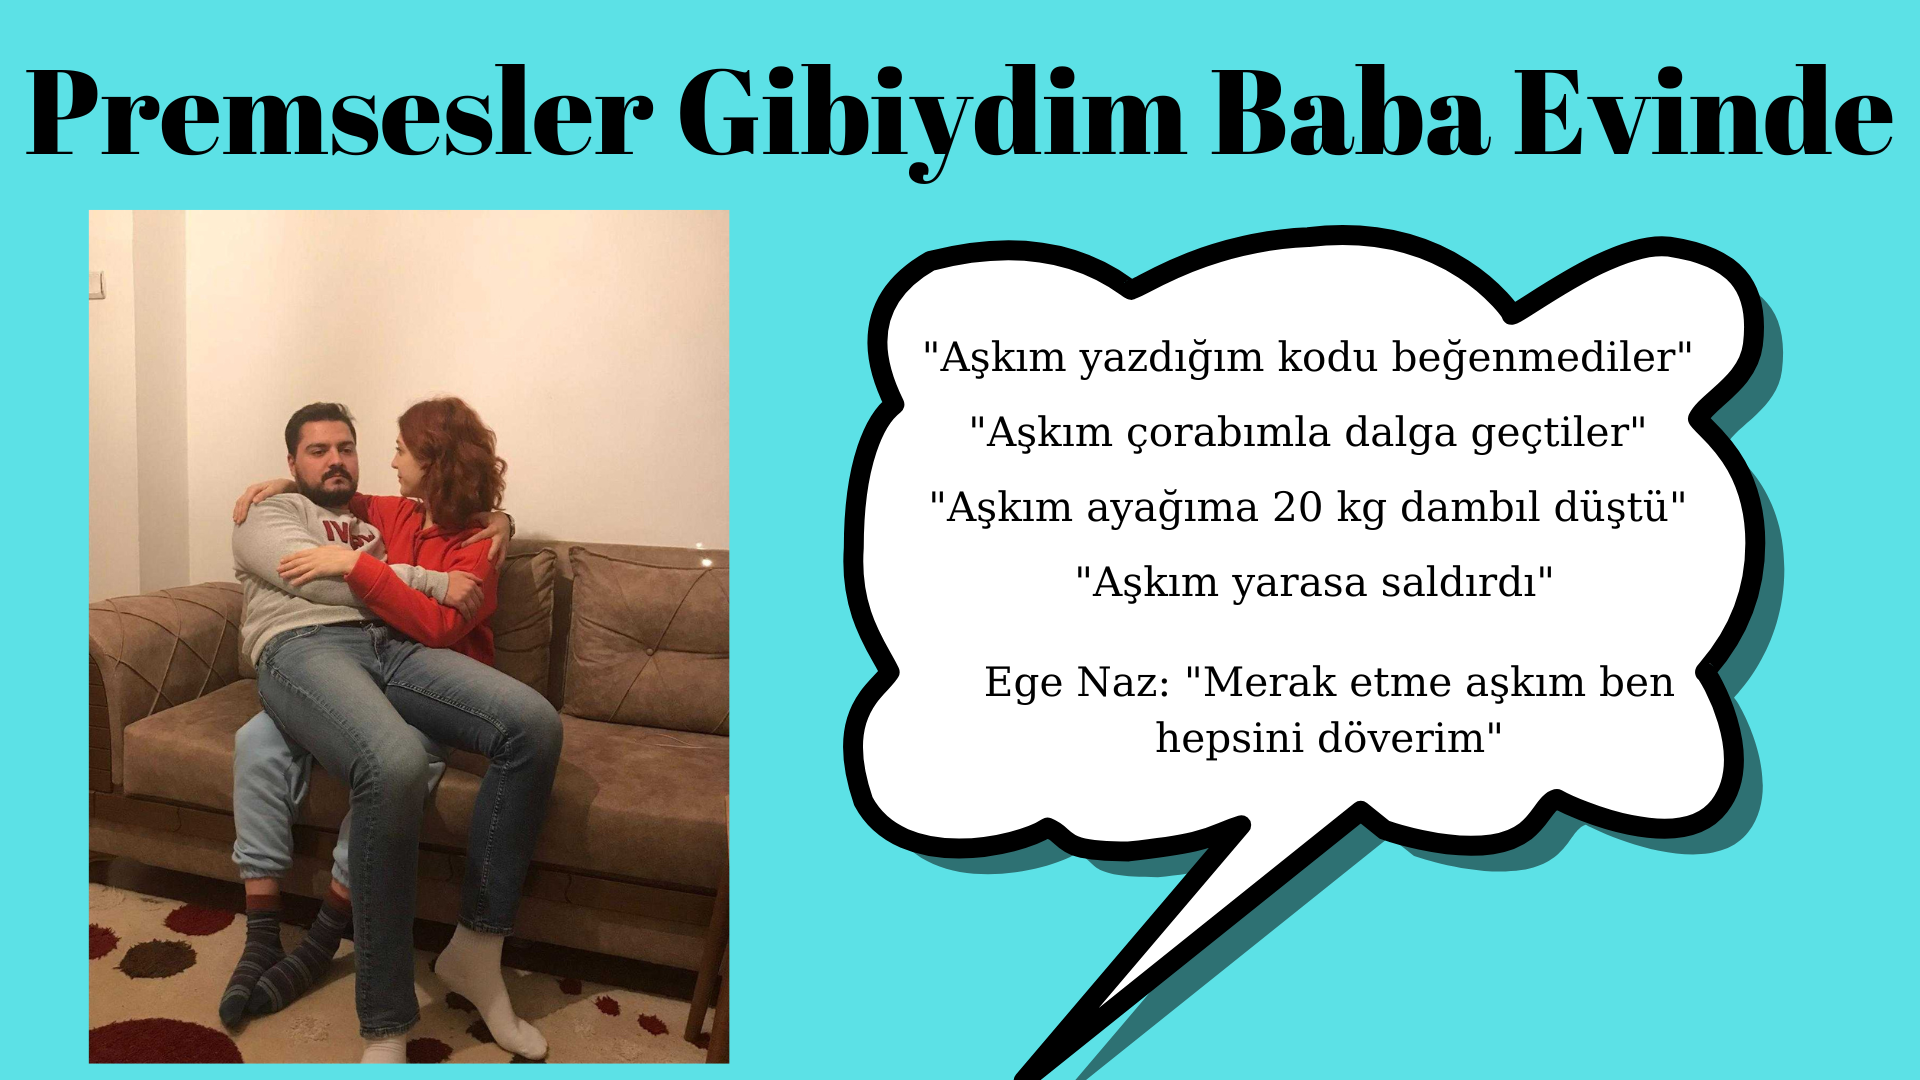 Premsesler Gibiydim Baba Evinde
"Aşkım yazdığım kodu beğenmediler"
"Aşkım çorabımla dalga geçtiler"
"Aşkım ayağıma 20 kg dambıl düştü"
"Aşkım yarasa saldırdı"
Ege Naz: "Merak etme aşkım ben
hepsini döverim"